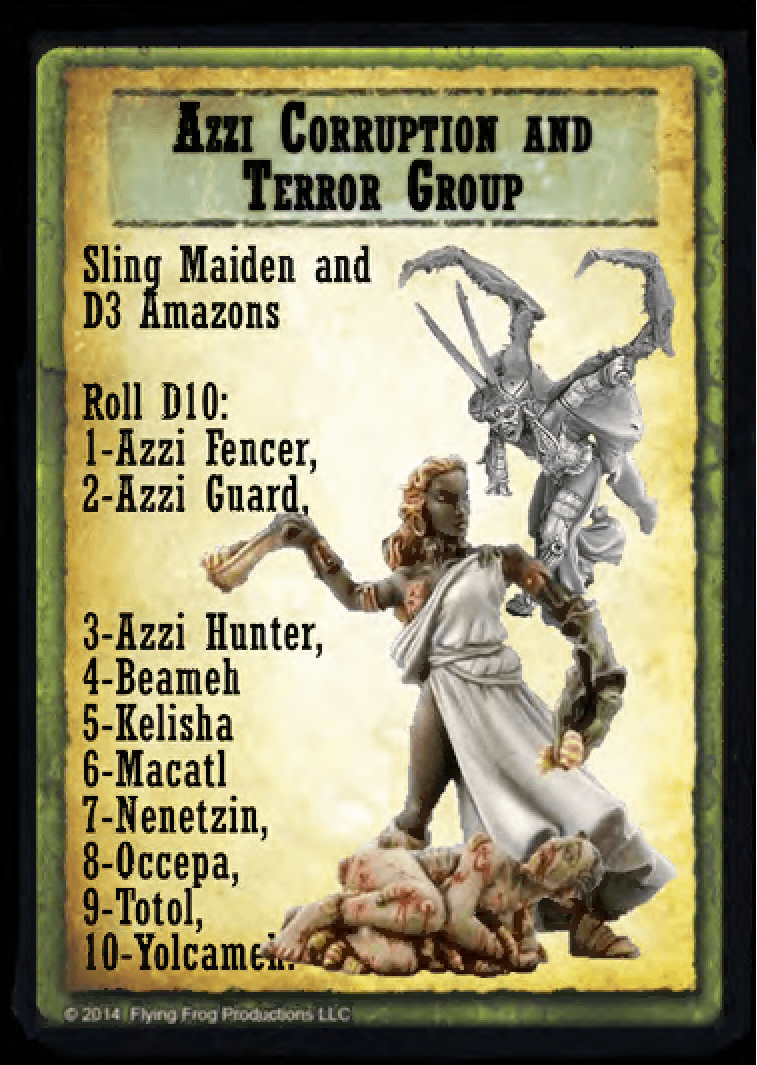 Azzi Corruption and
Terror Group
Sling Maiden and
D3 Amazons
Roll D10:
1-Azzi Fencer,
2-Azzi Guard,
3-Azzi Hunter,
4-Beameh
5-Kelisha
6-Macatl
7-Nenetzin,
8-Occepa,
9-Totol,
10-Yolcameh.
© 2014 Flying Frog Productions LLC